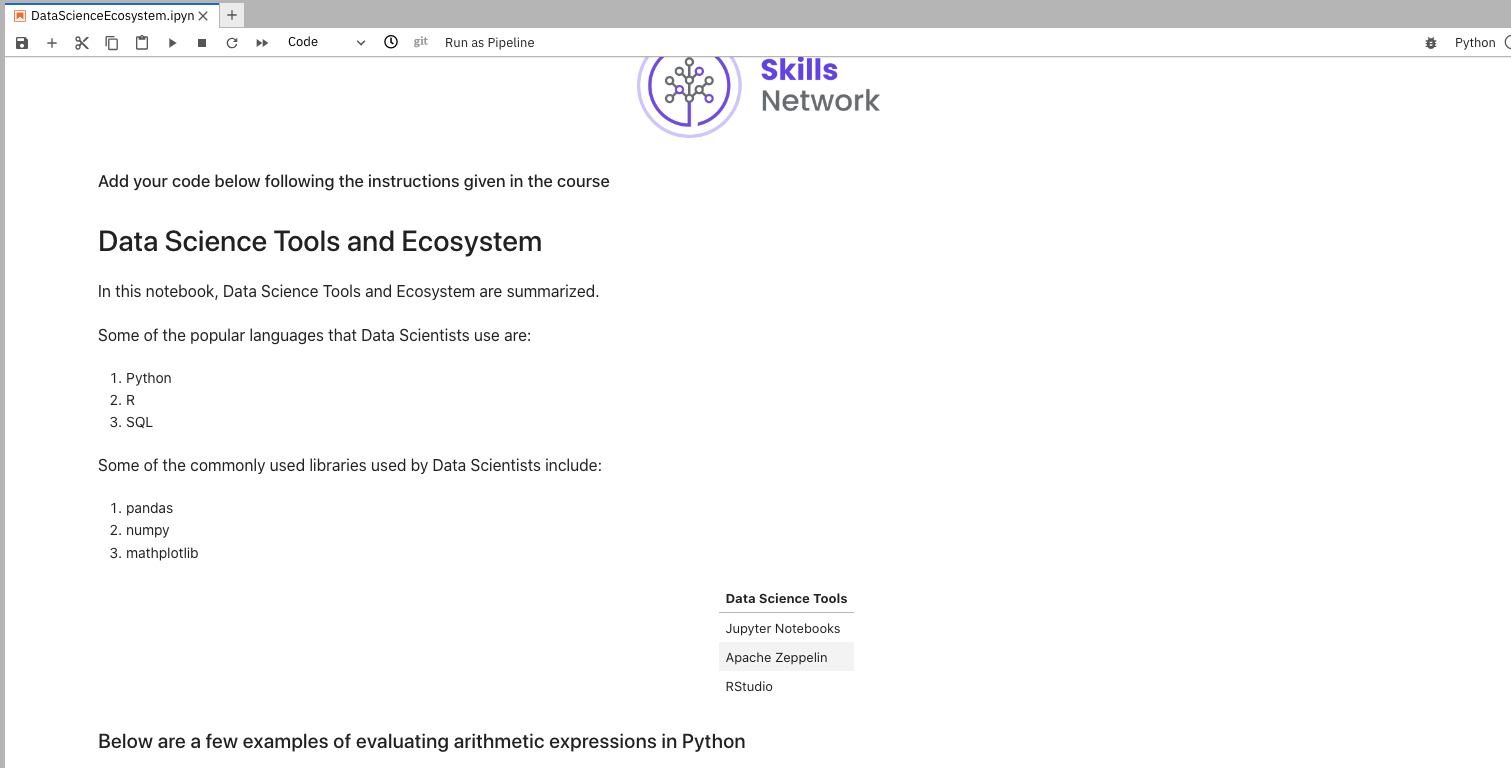 DataScienceEcosystem.ipyn
Code git Run as Pipeline Python
Skills
Network
Add your code below following the instructions given in the course
Data Science Tools and Ecosystem
In this notebook, Data Science Tools and Ecosystem are summarized.
Some of the popular languages that Data Scientists use are:
1. Python
2. R
3. SQL
Some of the commonly used libraries used by Data Scientists include:
1. pandas
2. numpy
3. mathplotlib
Data Science Tools
Jupyter Notebooks
Apache Zeppelin
RStudio
Below are a few examples of evaluating arithmetic expressions in Python